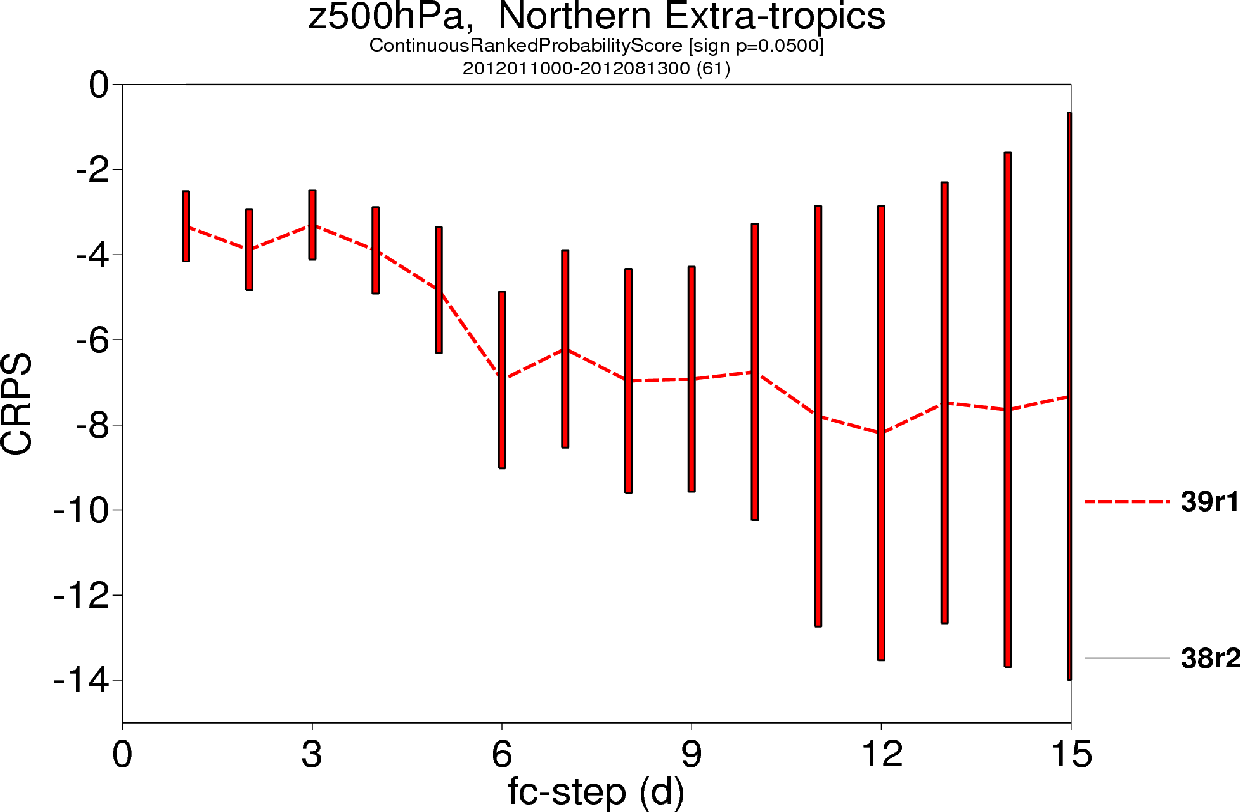 z500hPa, Northern Extra-tropics
ContinuousRankedProbabilityScore [sign p=0.0500]
2012011000-2012081300 (61)
0
-2
-4
-6
-8
-10
-12
-14
CRPS
39r1
38r2
0 3 6 9 12 15
fc-step (d)